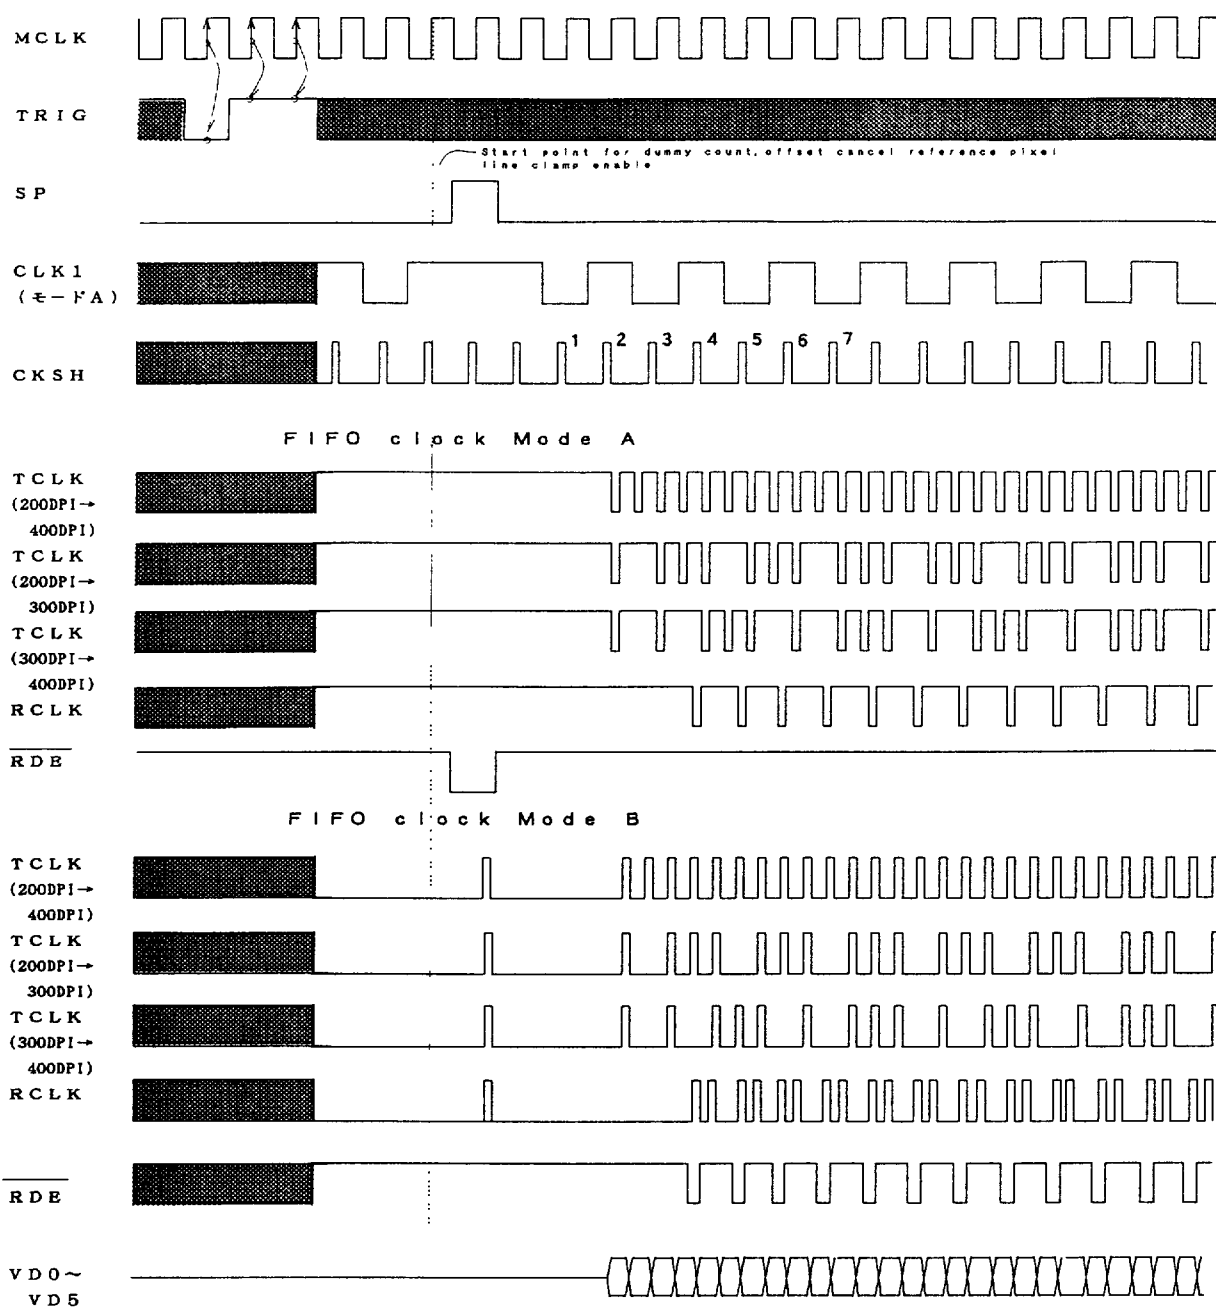 MCLK
TRIG
Start point for dummy count, offset cancel reference pixel
line clamp enable
SP
CLK1
(モードA)
1 2 3 4 5 6 7
CKSH
FIFO clock Mode A
TCLK
(200DPI→
400DPI)
TCLK
(200DPI→
300DPI)
TCLK
(300DPI→
400DPI)
RCLK
RDE
FIFO clock Mode B
TCLK
(200DPI→
400DPI)
TCLK
(200DPI→
300DPI)
TCLK
(300DPI→
400DPI)
RCLK
RDE
VD0~
VD5